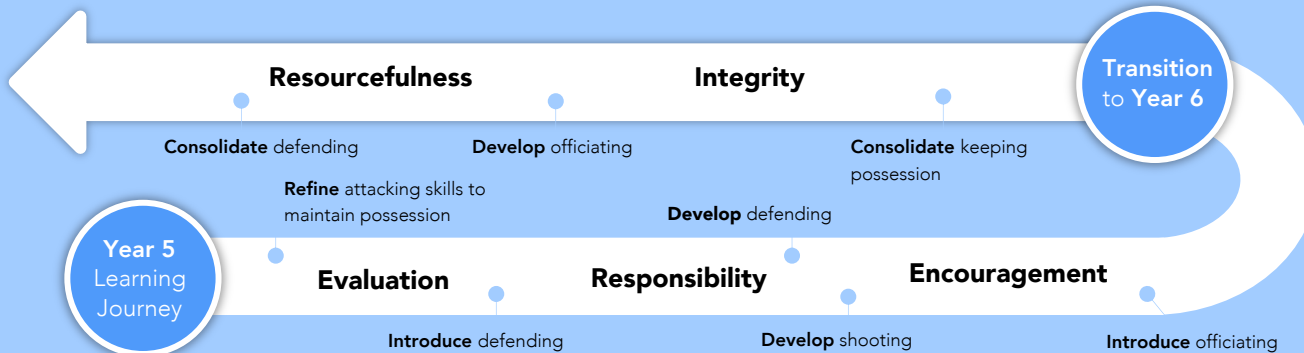 Resourcefulness
Integrity
Transition
to Year 6
Consolidate defending
Develop officiating
Consolidate keeping
possession
Refine attacking skills to
maintain possession
Develop defending
Year 5
Learning
Journey
Evaluation
Responsibility
Encouragement
Introduce defending
Develop shooting
Introduce officiating